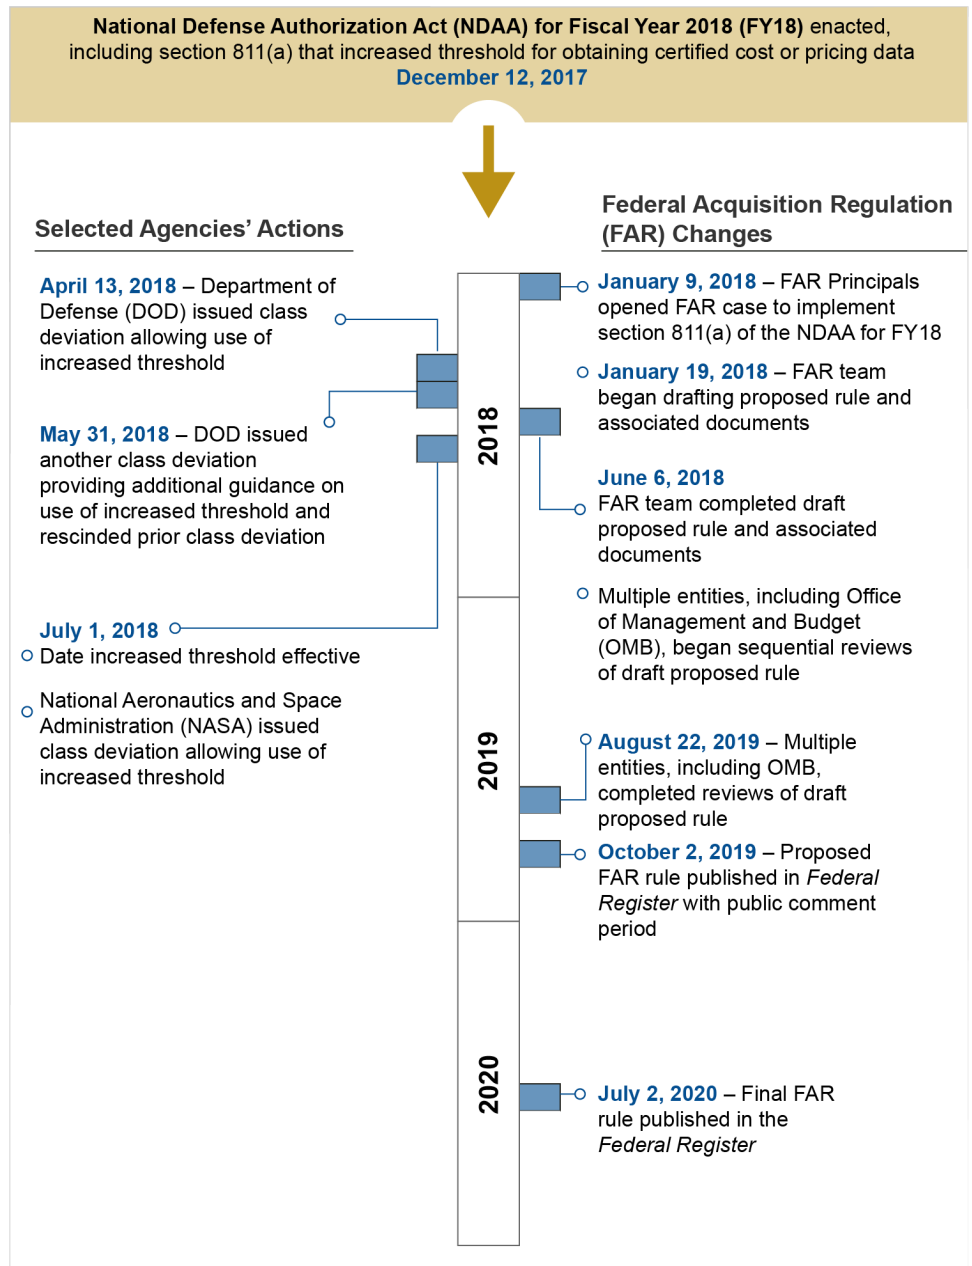 National Defense Authorization Act (NDAA) for Fiscal Year 2018 (FY18) enacted,
including section 811(a) that increased threshold for obtaining certified cost or pricing data
December 12, 2017
Selected Agencies' Actions
April 13, 2018 – Department of
Defense (DOD) issued class
deviation allowing use of
increased threshold
May 31, 2018 – DOD issued
another class deviation
providing additional guidance on
use of increased threshold and
rescinded prior class deviation
July 1, 2018
Date increased threshold effective
National Aeronautics and Space
Administration (NASA) issued
class deviation allowing use of
increased threshold
2018
2019
2020
Federal Acquisition Regulation
(FAR) Changes
January 9, 2018 – FAR Principals
opened FAR case to implement
section 811(a) of the NDAA for FY18
January 19, 2018 – FAR team
began drafting proposed rule and
associated documents
June 6, 2018
FAR team completed draft
proposed rule and associated
documents
Multiple entities, including Office
of Management and Budget
(OMB), began sequential reviews
of draft proposed rule
August 22, 2019 – Multiple
entities, including OMB,
completed reviews of draft
proposed rule
October 2, 2019 – Proposed
FAR rule published in Federal
Register with public comment
period
July 2, 2020 – Final FAR
rule published in the
Federal Register